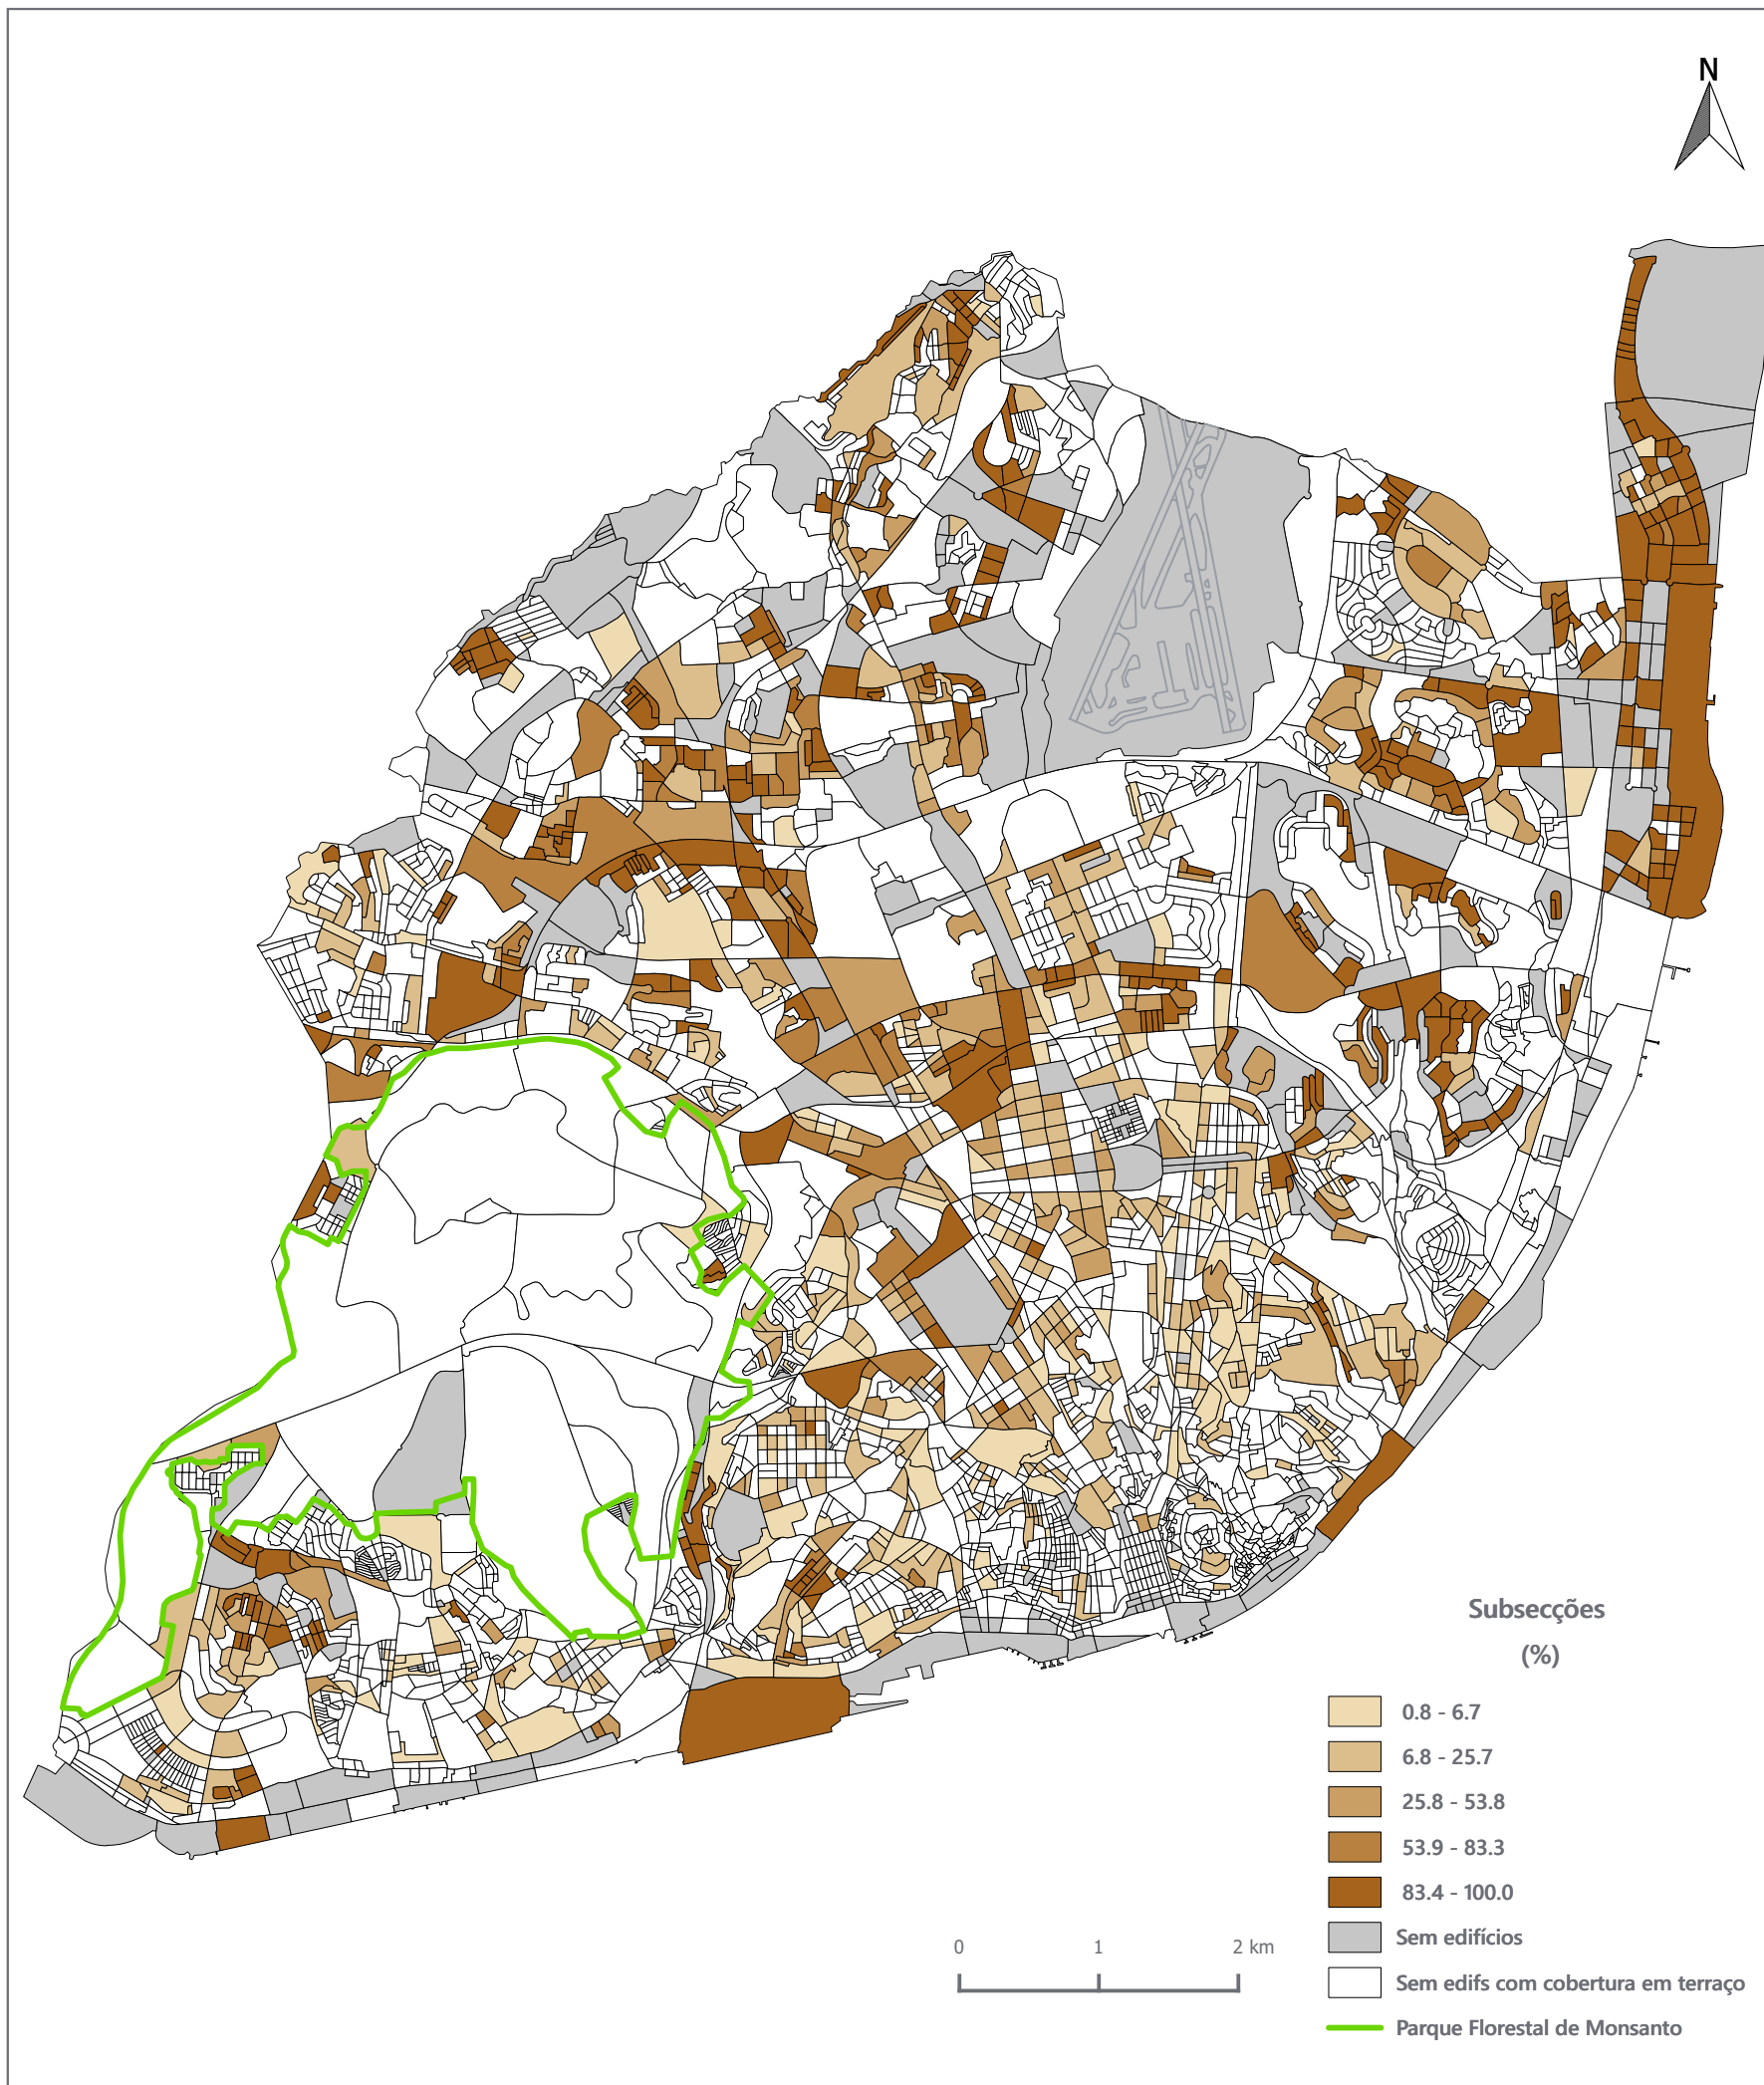 N
Subsecções
(%)
0.8 - 6.7
6.8 - 25.7
25.8 - 53.8
53.9 - 83.3
83.4 - 100.0
Sem edifícios
Sem edifs com cobertura em terraço
Parque Florestal de Monsanto
0 1 2 km